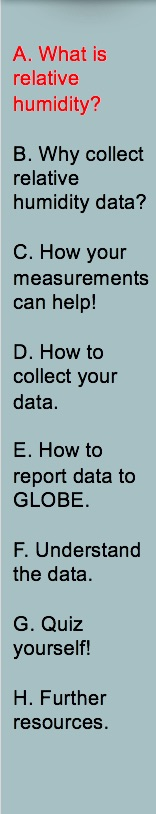 A. What is
relative
humidity?
B. Why collect
relative
humidity data?
C. How your
measurements
can help!
D. How to
collect your
data.
E. How to
report data to
GLOBE.
F. Understand
the data.
G. Quiz
yourself!
H. Further
resources.